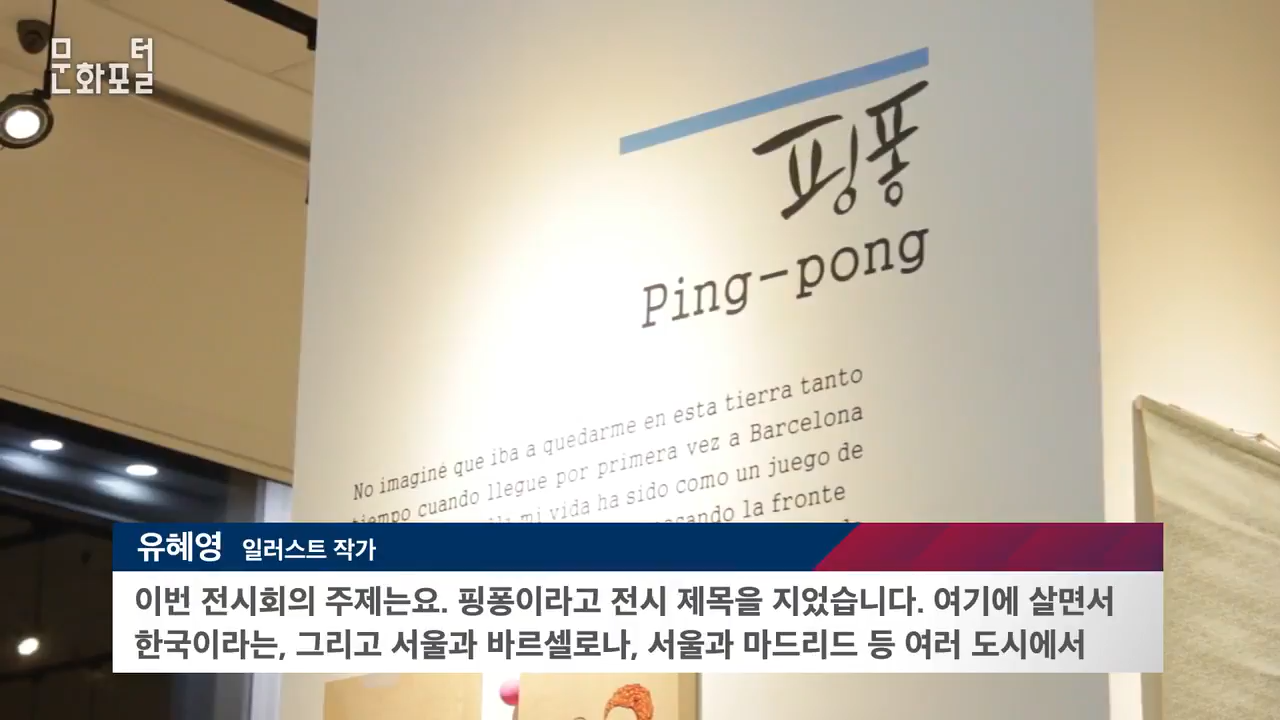 문화포털
핑퐁
Ping-pong
No imaginé que iba a quedarme en esta tierra tanto
tiempo cuando llegue por primera vez a Barcelona
mi vida ha sido como un juego de
la fronte
유혜영 일러스트 작가
이번 전시회의 주제는요. 핑퐁이라고 전시 제목을 지었습니다. 여기에 살면서
한국이라는, 그리고 서울과 바르셀로나, 서울과 마드리드 등 여러 도시에서